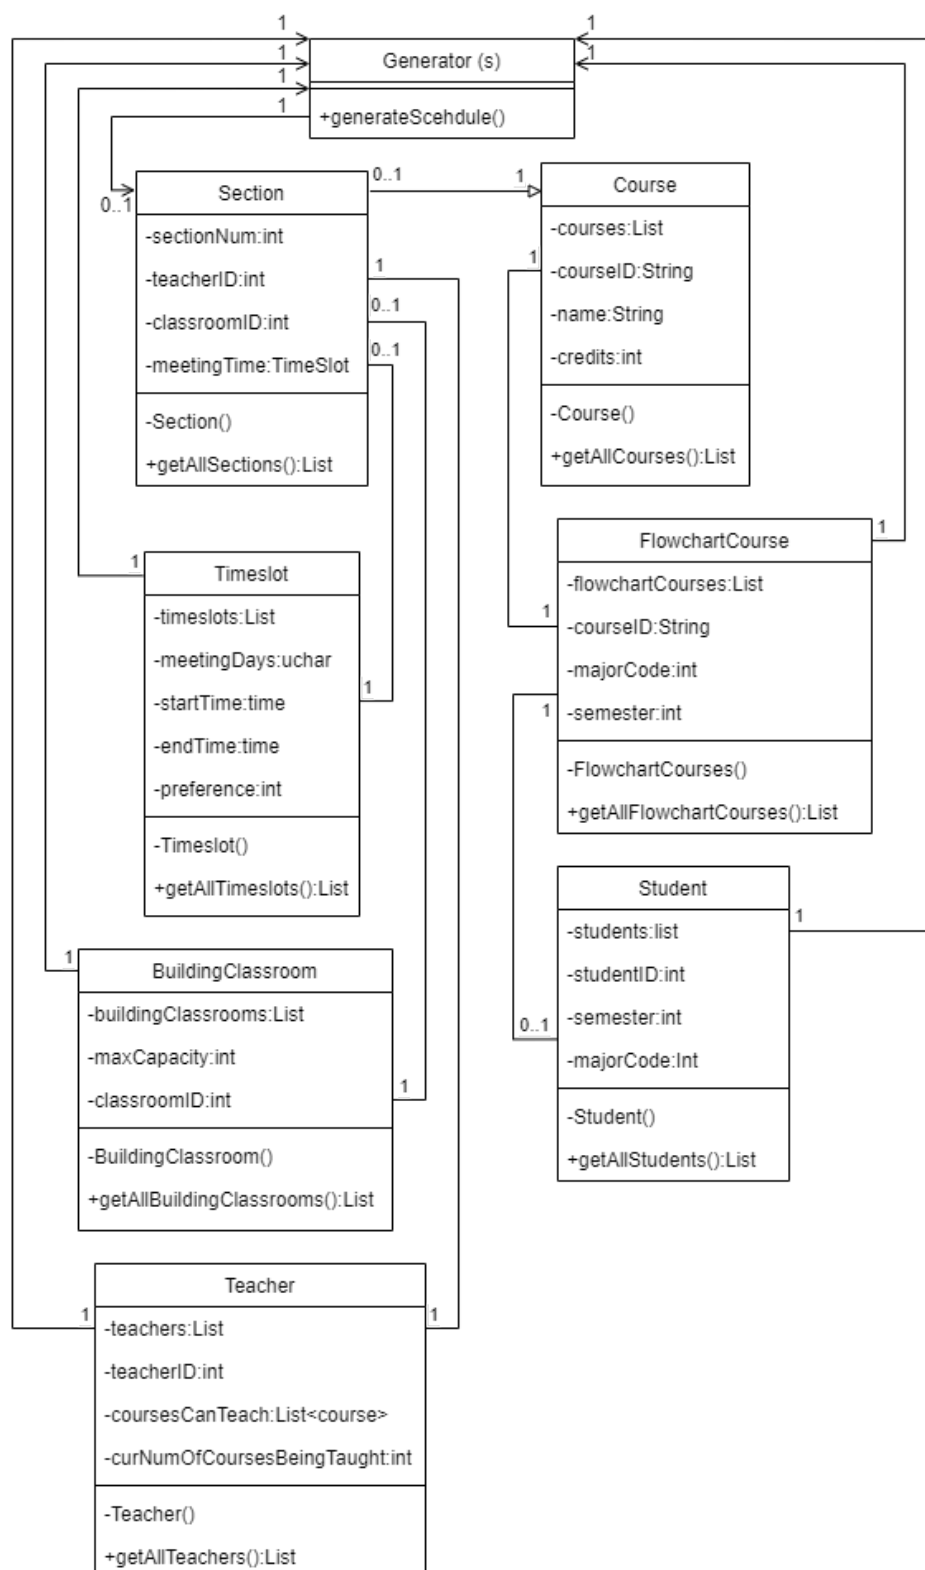 1
1
1
1
1
1
Generator (s)
+generateScehdule()
0..1
Section
-sectionNum:int
-teacherID:int
-classroomID:int
-meetingTime:TimeSlot
-Section()
+getAllSections():List
0..1
1
1
0..1
0..1
Course
-courses:List
-courseID:String
-name:String
-credits:int
-Course()
+getAllCourses():List
1
1
Timeslot
-timeslots:List
-meetingDays:uchar
-startTime:time
-endTime:time
-preference:int
-Timeslot()
+getAllTimeslots():List
1
1
FlowchartCourse
-flowchartCourses:List
-courseID:String
-majorCode:int
-semester:int
-FlowchartCourses()
+getAllFlowchartCourses():List
1
1
1
BuildingClassroom
-buildingClassrooms:List
-maxCapacity:int
-classroomID:int
-BuildingClassroom()
+getAllBuildingClassrooms():List
1
Student
-students:list
-studentID:int
-semester:int
-majorCode:Int
-Student()
+getAllStudents():List
1
0..1
1
Teacher
-teachers:List
-teacherID:int
-coursesCanTeach:List<course>
-curNumOfCoursesBeingTaught:int
-Teacher()
+getAllTeachers():List
1